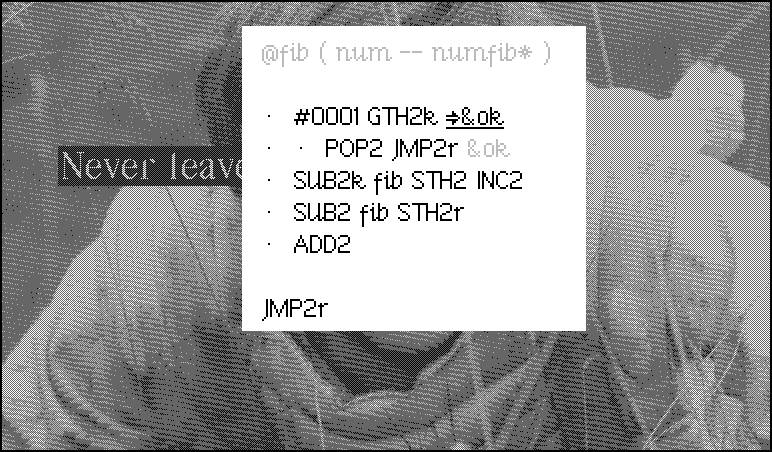 @fib ( num -- numfib* )
· #0001 GTH2k ⇒&ok
· · POP2 JMP2r &ok
Never leave
· SUB2k fib STH2 INC2
· SUB2 fib STH2r
· ADD2
JMP2r